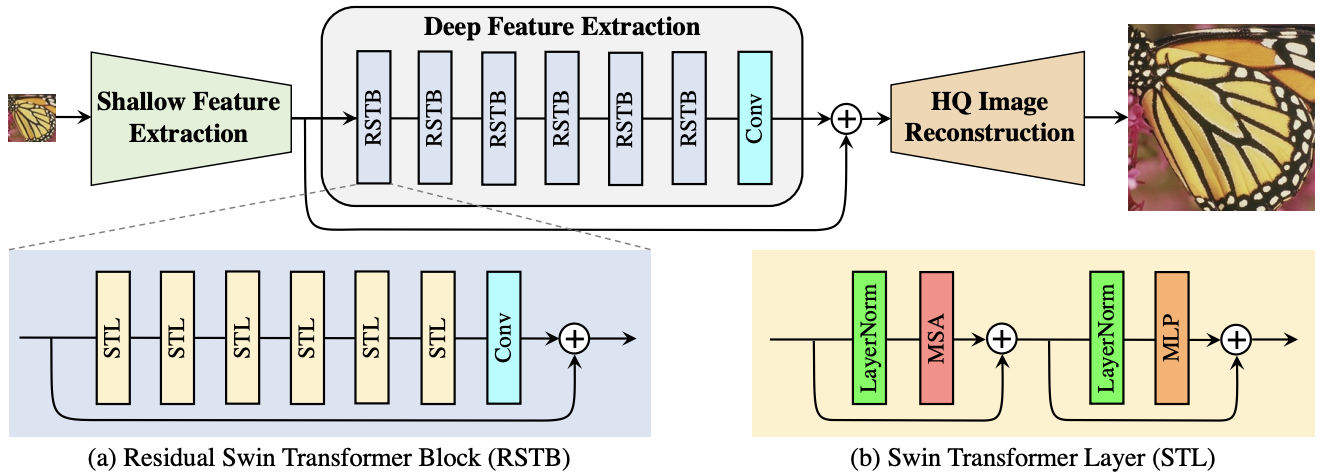 Deep Feature Extraction
Shallow Feature
Extraction
RSTB
RSTB
RSTB
RSTB
RSTB
RSTB
Conv
+
HQ Image
Reconstruction
STL
STL
STL
STL
STL
STL
Conv
+
(a) Residual Swin Transformer Block (RSTB)
LayerNorm
MSA
+
LayerNorm
MLP
+
(b) Swin Transformer Layer (STL)